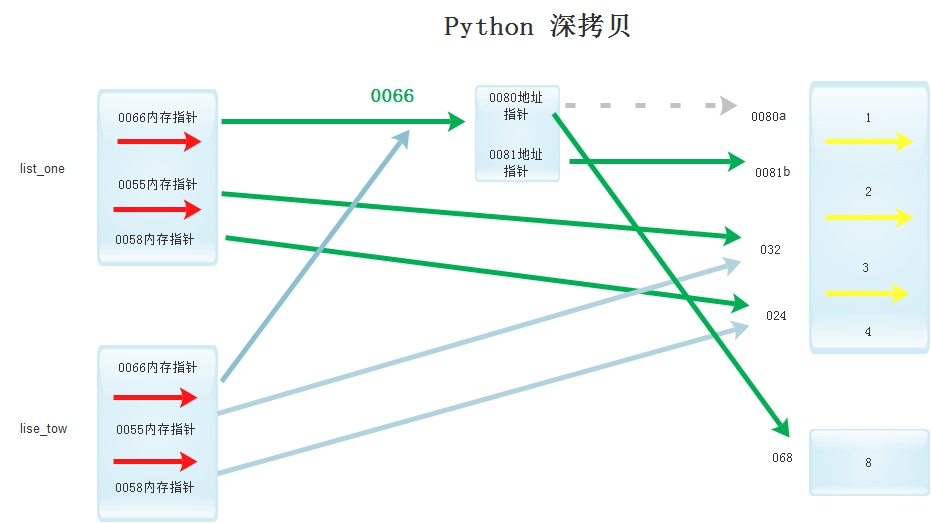 Python 深拷贝
list_one
0066内存指针
0055内存指针
0058内存指针
0066
0080地址
指针
0081地址
指针
0080a
0081b
032
024
1
2
3
4
lise_tow
0066内存指针
0055内存指针
0058内存指针
068
8